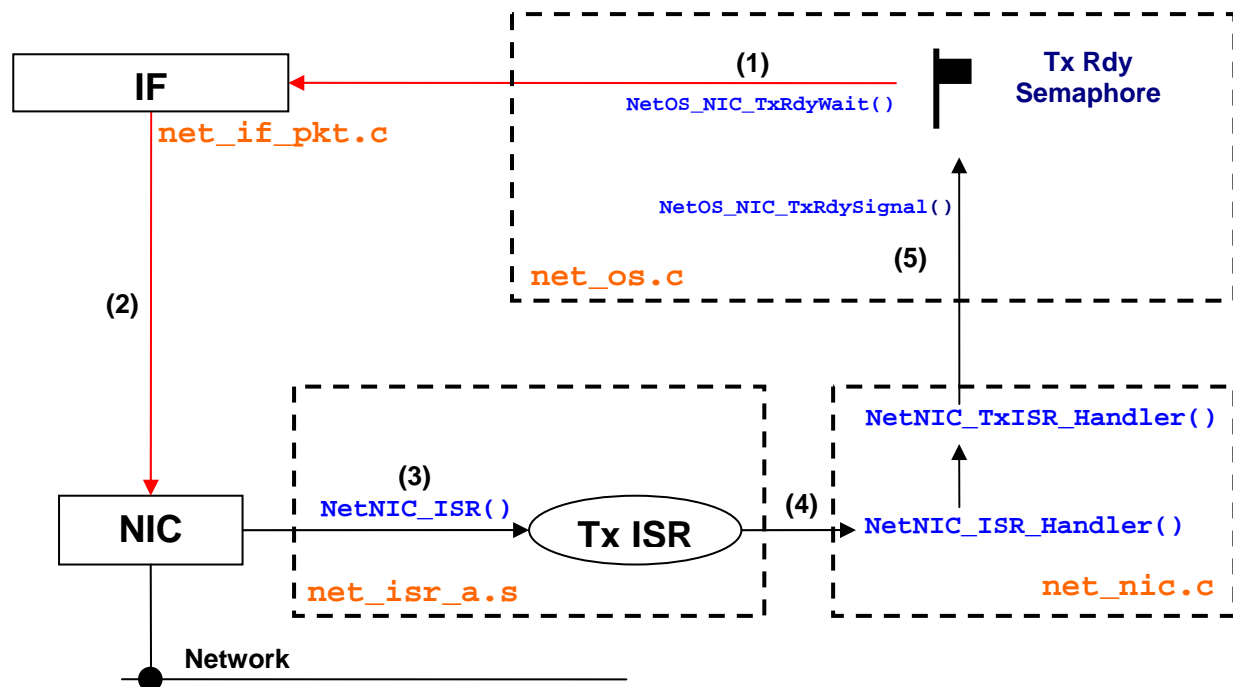 (1)
Tx Rdy
Semaphore
IF
NetOS_NIC_TxRdyWait()
net_if_pkt.c
NetOS_NIC_TxRdySignal()
(5)
net_os.c
(2)
NetNIC_TxISR_Handler()
(3)
NetNIC_ISR()
(4)
NIC
Tx ISR
NetNIC_ISR_Handler()
net_isr_a.s
net_nic.c
Network